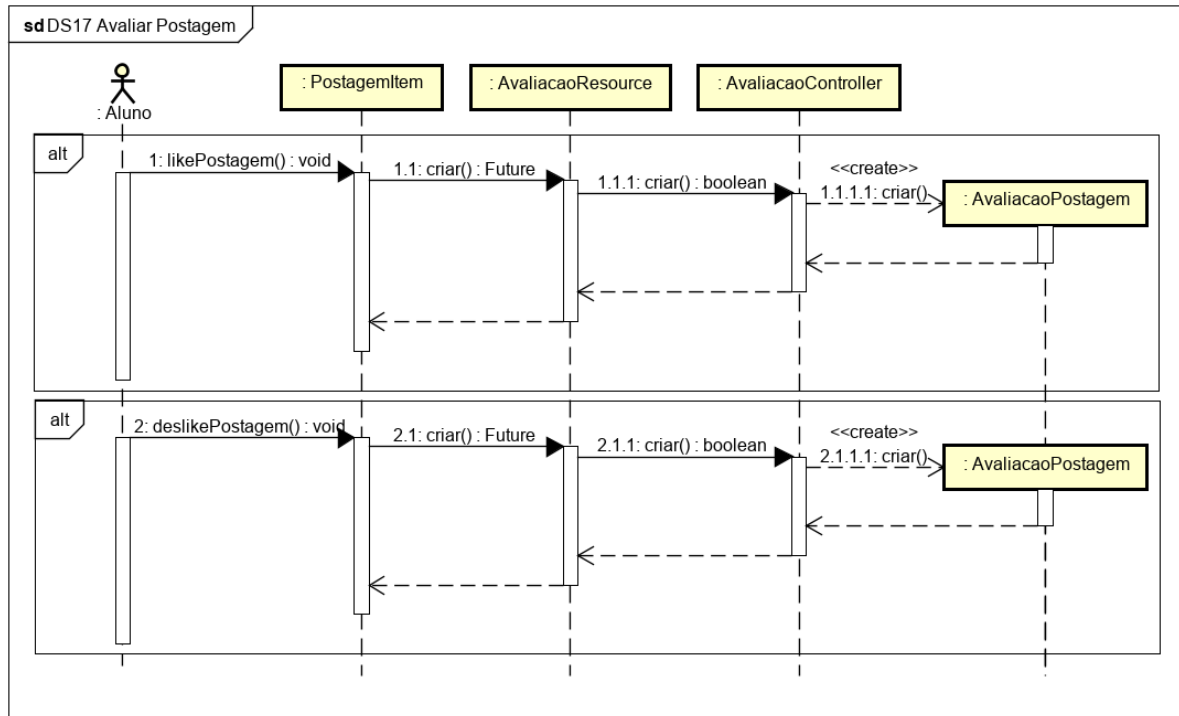 sd DS17 Avaliar Postagem
: Aluno
: PostagemItem
: AvaliacaoResource
: AvaliacaoController
alt
1: likePostagem() : void
1.1: criar() : Future
1.1.1: criar() : boolean
<<create>>
1.1.1.1: criar()
: AvaliacaoPostagem
alt
2: deslikePostagem() : void
2.1: criar() : Future
2.1.1: criar() : boolean
<<create>>
2.1.1.1: criar()
: AvaliacaoPostagem